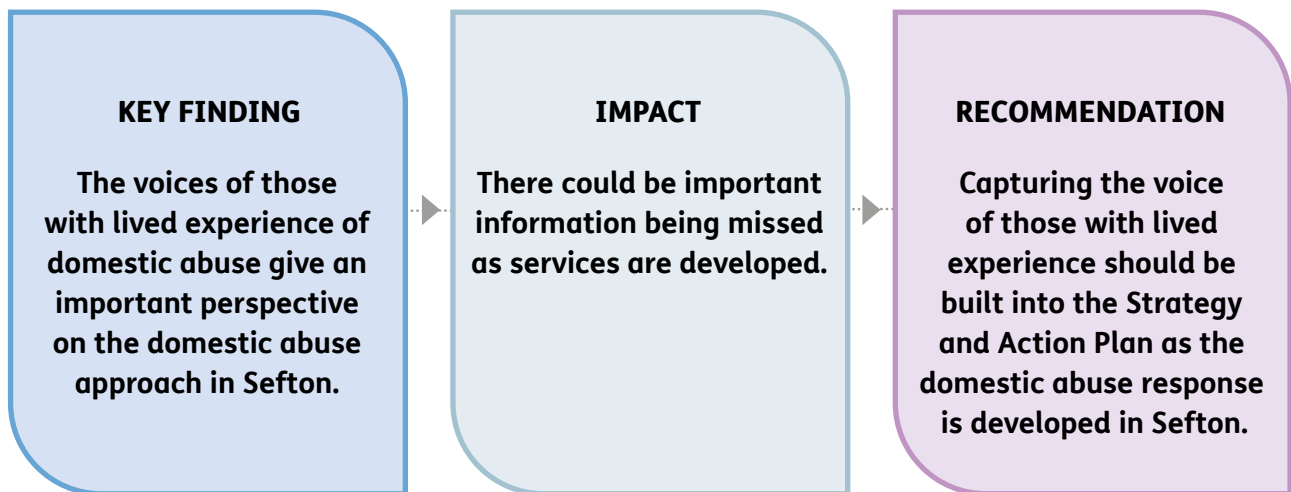 KEY FINDING
The voices of those
with lived experience of
domestic abuse give an
important perspective
on the domestic abuse
approach in Sefton.
IMPACT
There could be important
information being missed
as services are developed.
RECOMMENDATION
Capturing the voice
of those with lived
experience should be
built into the Strategy
and Action Plan as the
domestic abuse response
is developed in Sefton.